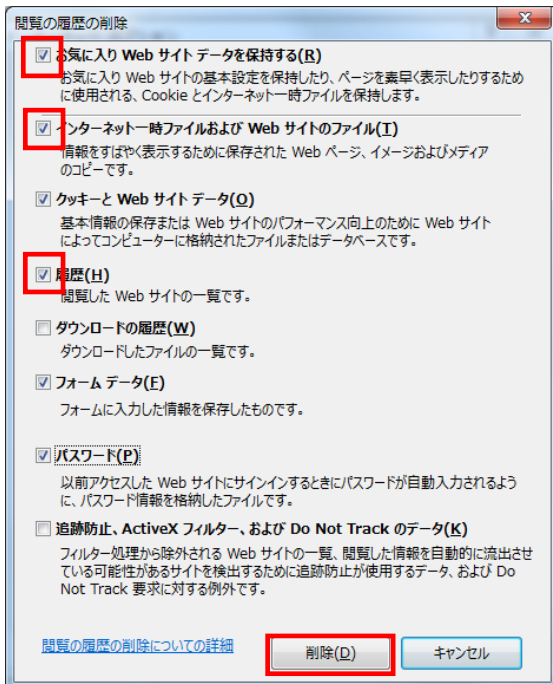 閲覧の履歴の削除
お気に入り Web サイト データを保持する(R)
お気に入り Web サイトの基本設定を保持したり、ページを素早く表示したりするため
に使用される、Cookie とインターネット一時ファイルを保持します。
インターネット一時ファイルおよび Web サイトのファイル(T)
情報をすばやく表示するために保存された Web ページ、イメージおよびメディア
のコピーです。
クッキーと Web サイト データ(O)
基本情報の保存または Web サイトのパフォーマンス向上のために Web サイト
によってコンピューターに格納されたファイルまたはデータベースです。
履歴(H)
閲覧した Web サイトの一覧です。
ダウンロードの履歴(W)
ダウンロードしたファイルの一覧です。
フォーム データ(F)
フォームに入力した情報を保存したものです。
パスワード(P)
以前アクセスした Web サイトにサインインするときにパスワードが自動入力されるよう
に、パスワード情報を格納したファイルです。
追跡防止、ActiveX フィルター、および Do Not Track のデータ(K)
フィルター処理から除外される Web サイトの一覧、閲覧した情報を自動的に流出させ
ている可能性があるサイトを検出するために追跡防止が使用するデータ、および Do
Not Track 要求に対する例外です。
閲覧の履歴の削除についての詳細
削除(D)
キャンセル